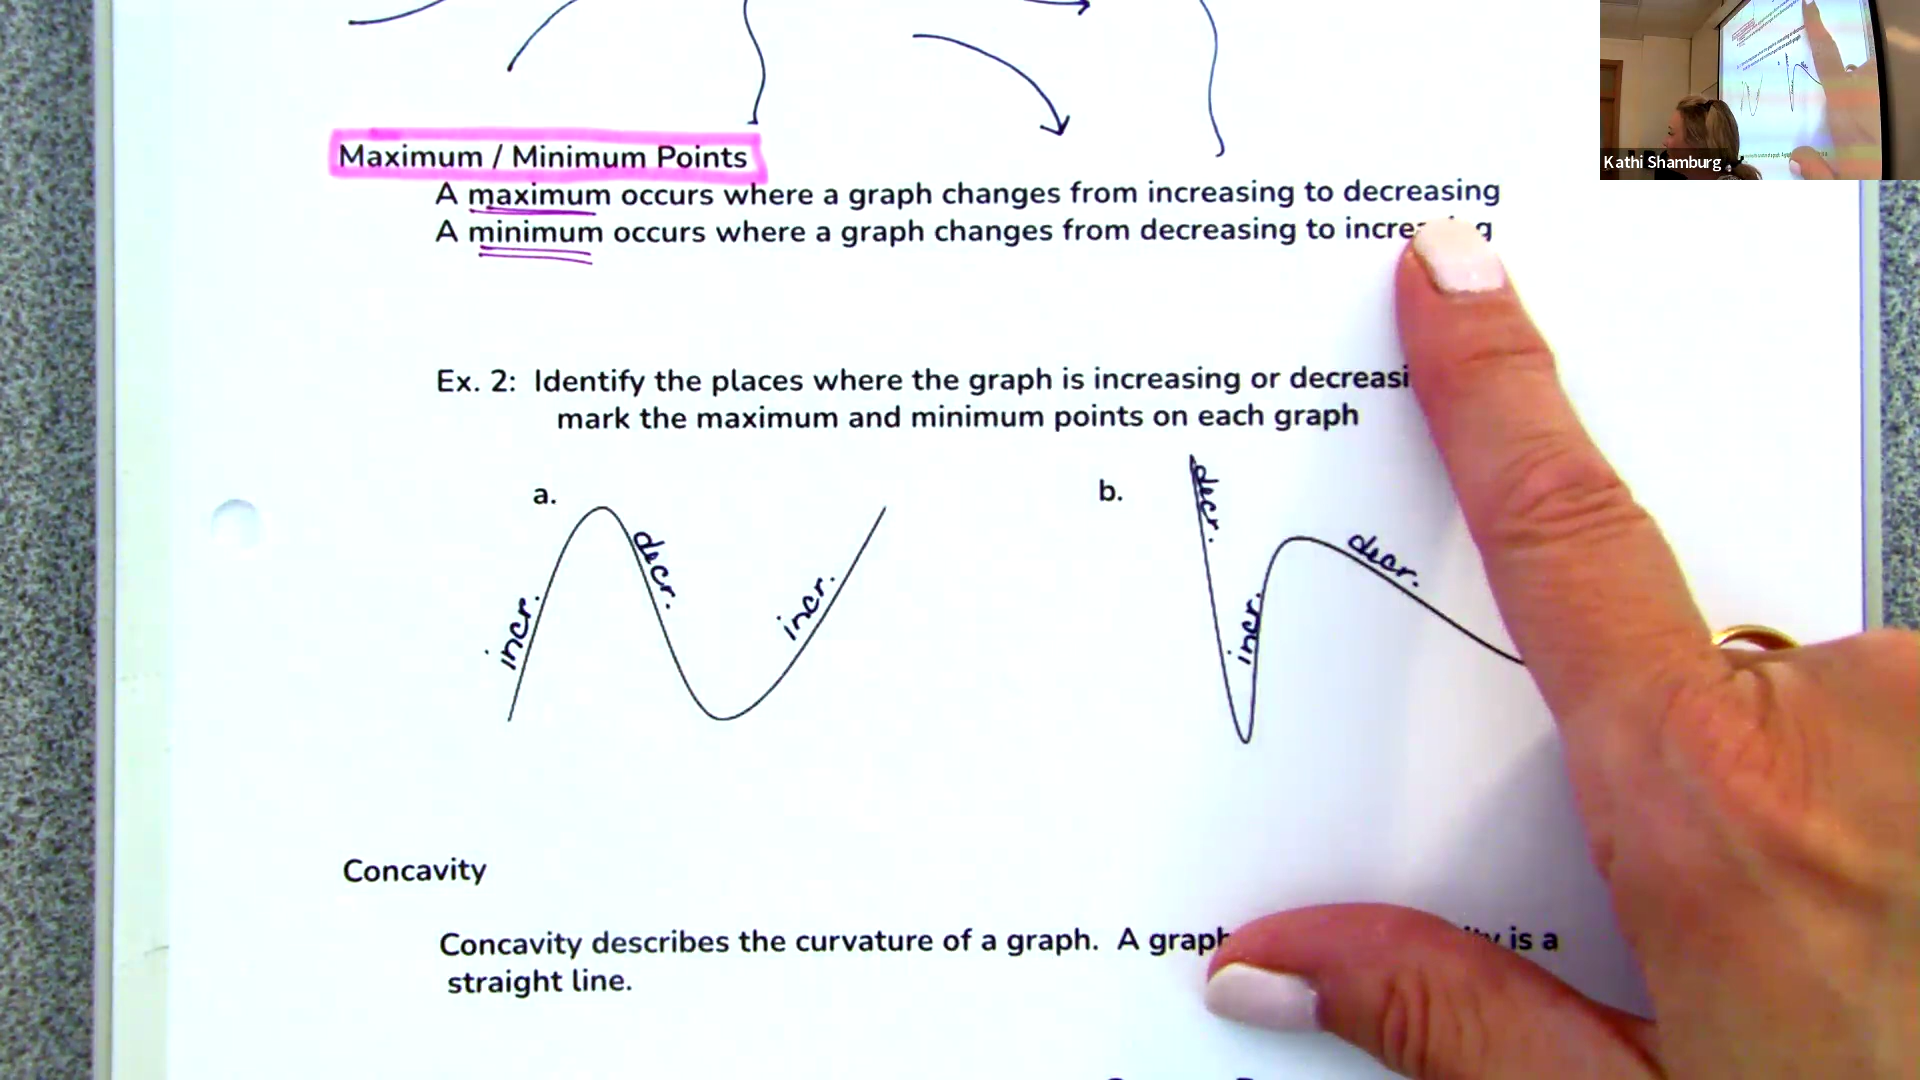 Maximum / Minimum Points
A maximum occurs where a graph changes from increasing to decreasing
A minimum occurs where a graph changes from decreasing to
Ex. 2: Identify the places where the graph is increasing or
mark the maximum and minimum points on each graph
a.
incr.
decr.
incr.
b.
decr.
incr.
decr.
Concavity
Concavity describes the curvature of a graph. A is a
straight line.
Kathi Shamburg